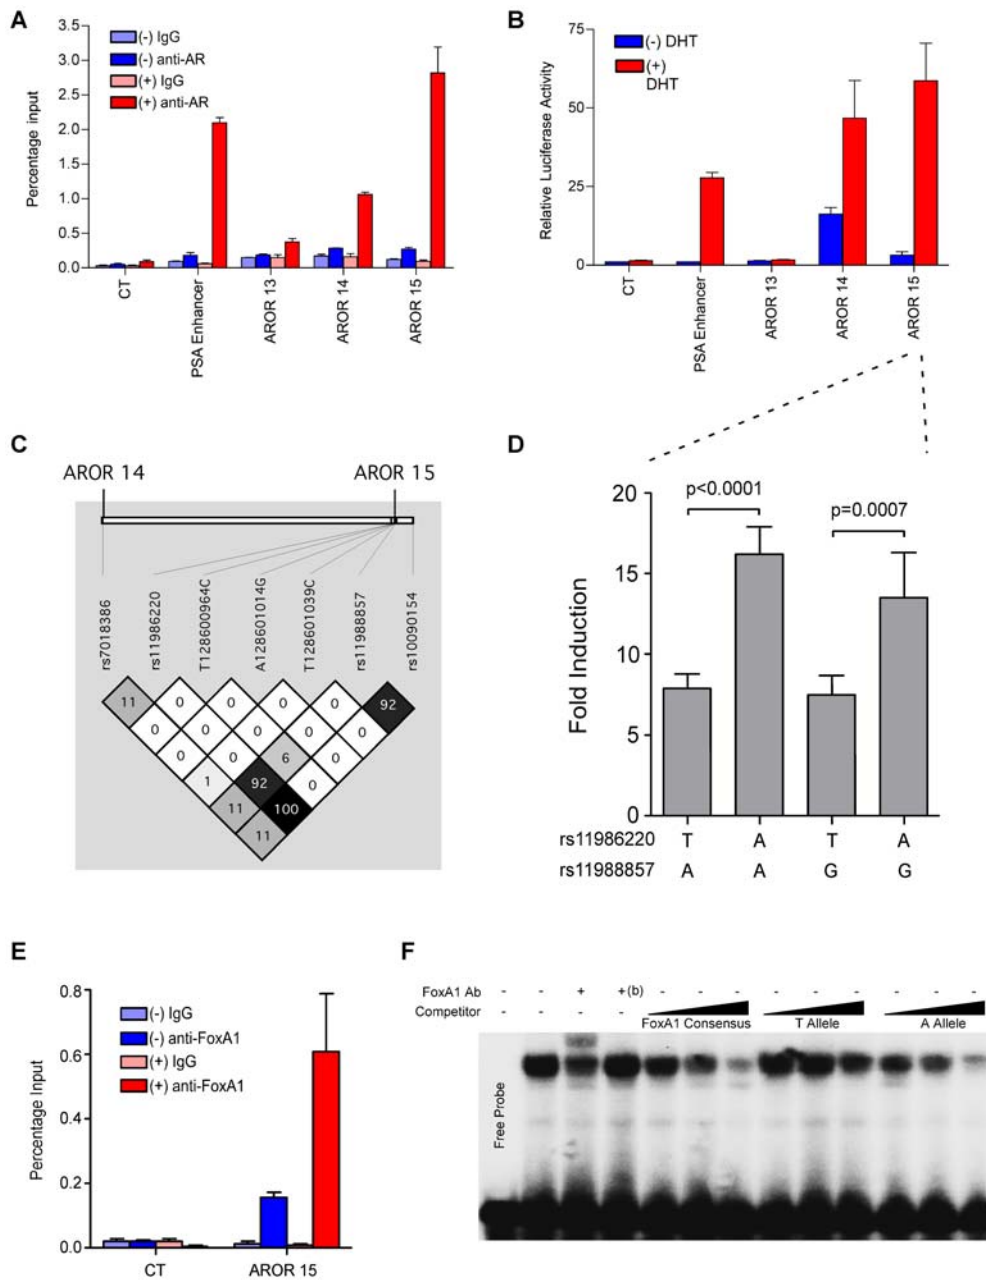 A
3.5
3.0
2.5
2.0
1.5
1.0
0.5
0.0
Percentage input
(-) IgG
(-) anti-AR
(+) IgG
(+) anti-AR
CT
PSA Enhancer
AROR 13
AROR 14
AROR 15
B
75
50
25
0
Relative Luciferase Activity
(-) DHT
(+)
DHT
CT
PSA Enhancer
AROR 13
AROR 14
AROR 15
C
AROR 14
AROR 15
rs7018386
rs11986220
T128600964C
A128601014G
T128601039C
rs11988857
rs10090154
11 0 0 0 0 92
0 0 0 0 0
0 0 6 0
1 92 0
11 100
11
D
20
15
10
5
0
Fold Induction
p<0.0001
p=0.0007
rs11986220 T A T A
rs11988857 A A G G
E
0.8
0.6
0.4
0.2
0.0
Percentage Input
(-) IgG
(-) anti-FoxA1
(+) IgG
(+) anti-FoxA1
CT
AROR 15
F
FoxA1 Ab - - + +(b) - - - - - - - - -
Competitor - - - -
FoxA1 Consensus
T Allele
A Allele
Free Probe